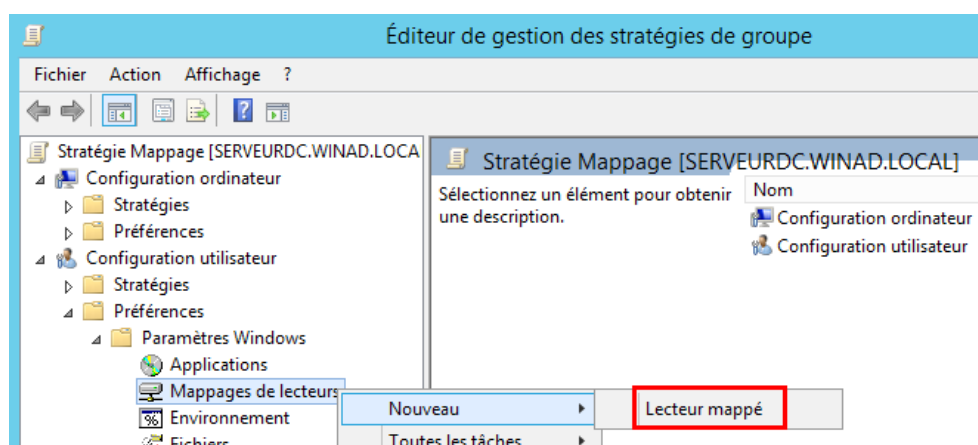 Éditeur de gestion des stratégies de groupe
Fichier Action Affichage ?
Stratégie Mappage [SERVEURDC.WINAD.LOCA
Configuration ordinateur
Stratégies
Préférences
Configuration utilisateur
Stratégies
Préférences
Paramètres Windows
Applications
Mappages de lecteurs
Environnement
Fichiers
Stratégie Mappage [SERVEURDC.WINAD.LOCAL]
Sélectionnez un élément pour obtenir
une description.
Nom
Configuration ordinateur
Configuration utilisateur
Nouveau
Toutes les tâches
Lecteur mappé